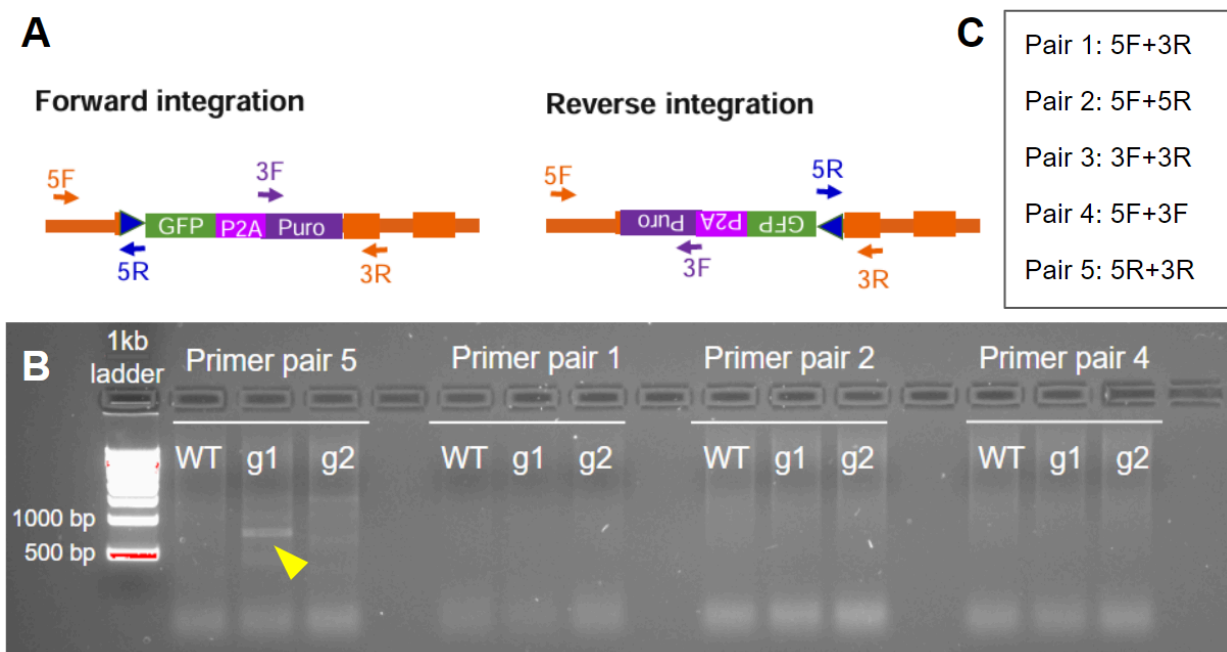 A
Forward integration
5F
3F
GFP
P2A
Puro
5R
3R
Reverse integration
5F
5R
Puro
P2A
GFP
3F
3R
C
Pair 1: 5F+3R
Pair 2: 5F+5R
Pair 3: 3F+3R
Pair 4: 5F+3F
Pair 5: 5R+3R
B
1kb
ladder
Primer pair 5
Primer pair 1
Primer pair 2
Primer pair 4
WT g1 g2
WT g1 g2
WT g1 g2
WT g1 g2
1000 bp
500 bp